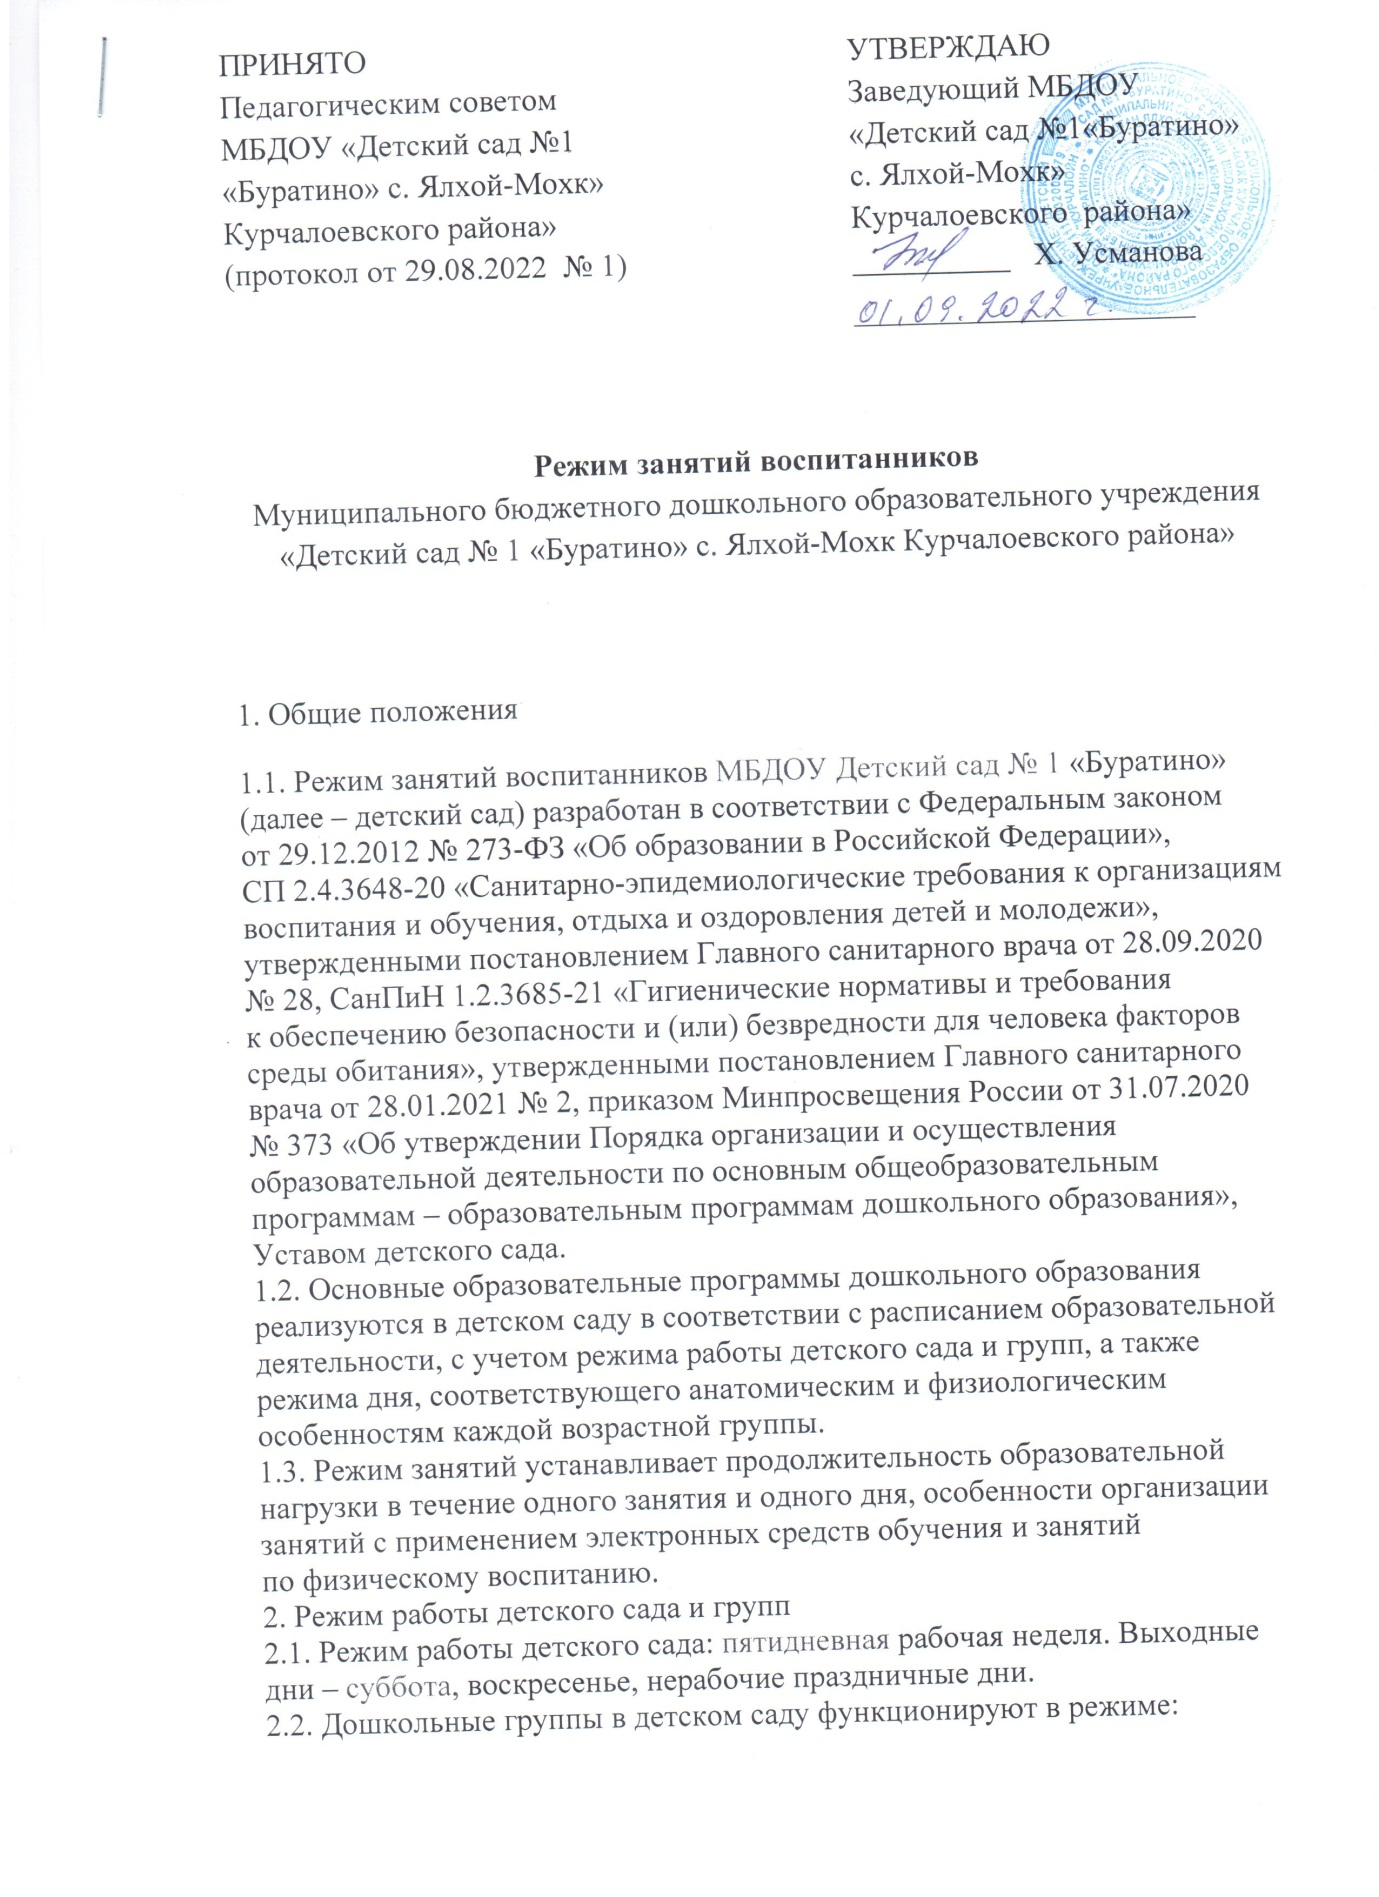 ПРИНЯТО
Педагогическим советом
МБДОУ «Детский сад №1
«Буратино» с. Ялхой-Мохк»
Курчалоевского района»
(протокол от 29.08.2022 № 1)
УТВЕРЖДАЮ
Заведующий МБДОУ
«Детский сад №1«Буратино»
с. Ялхой-Мохк»
Курчалоевского района»
Х. Усманова
01.09.2022 г.
Режим занятий воспитанников
Муниципального бюджетного дошкольного образовательного учреждения
«Детский сад № 1 «Буратино» с. Ялхой-Мохк Курчалоевского района»
1. Общие положения
1.1. Режим занятий воспитанников МБДОУ Детский сад № 1 «Буратино»
(далее – детский сад) разработан в соответствии с Федеральным законом
от 29.12.2012 № 273-ФЗ «Об образовании в Российской Федерации»,
СП 2.4.3648-20 «Санитарно-эпидемиологические требования к организациям
воспитания и обучения, отдыха и оздоровления детей и молодежи»,
утвержденными постановлением Главного санитарного врача от 28.09.2020
№ 28, СанПиН 1.2.3685-21 «Гигиенические нормативы и требования
к обеспечению безопасности и (или) безвредности для человека факторов
среды обитания», утвержденными постановлением Главного санитарного
врача от 28.01.2021 № 2, приказом Минпросвещения России от 31.07.2020
№ 373 «Об утверждении Порядка организации и осуществления
образовательной деятельности по основным общеобразовательным
программам – образовательным программам дошкольного образования»,
Уставом детского сада.
1.2. Основные образовательные программы дошкольного образования
реализуются в детском саду в соответствии с расписанием образовательной
деятельности, с учетом режима работы детского сада и групп, а также
режима дня, соответствующего анатомическим и физиологическим
особенностям каждой возрастной группы.
1.3. Режим занятий устанавливает продолжительность образовательной
нагрузки в течение одного занятия и одного дня, особенности организации
занятий с применением электронных средств обучения и занятий
по физическому воспитанию.
2. Режим работы детского сада и групп
2.1. Режим работы детского сада: пятидневная рабочая неделя. Выходные
дни – суббота, воскресенье, нерабочие праздничные дни.
2.2. Дошкольные группы в детском саду функционируют в режиме: